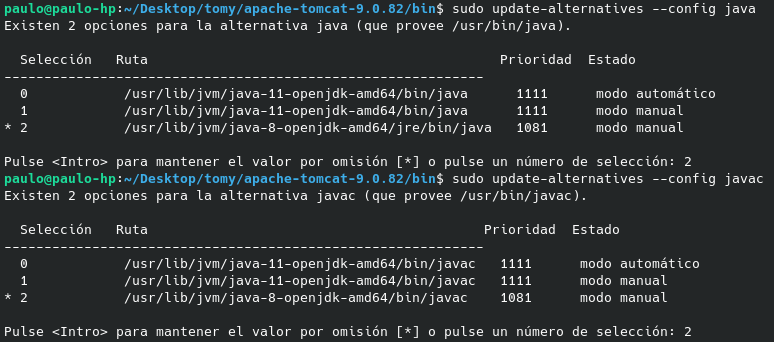 paulo@paulo-hp:~/Desktop/tomy/apache-tomcat-9.0.82/bin$ sudo update-alternatives --config java
Existen 2 opciones para la alternativa java (que provee /usr/bin/java).
Selección Ruta Prioridad Estado
------------------------------------------------------------
0 /usr/lib/jvm/java-11-openjdk-amd64/bin/java 1111 modo automático
1 /usr/lib/jvm/java-11-openjdk-amd64/bin/java 1111 modo manual
* 2 /usr/lib/jvm/java-8-openjdk-amd64/jre/bin/java 1081 modo manual
Pulse <Intro> para mantener el valor por omisión [*] o pulse un número de selección: 2
paulo@paulo-hp:~/Desktop/tomy/apache-tomcat-9.0.82/bin$ sudo update-alternatives --config javac
Existen 2 opciones para la alternativa javac (que provee /usr/bin/javac).
Selección Ruta Prioridad Estado
------------------------------------------------------------
0 /usr/lib/jvm/java-11-openjdk-amd64/bin/javac 1111 modo automático
1 /usr/lib/jvm/java-11-openjdk-amd64/bin/javac 1111 modo manual
* 2 /usr/lib/jvm/java-8-openjdk-amd64/bin/javac 1081 modo manual
Pulse <Intro> para mantener el valor por omisión [*] o pulse un número de selección: 2